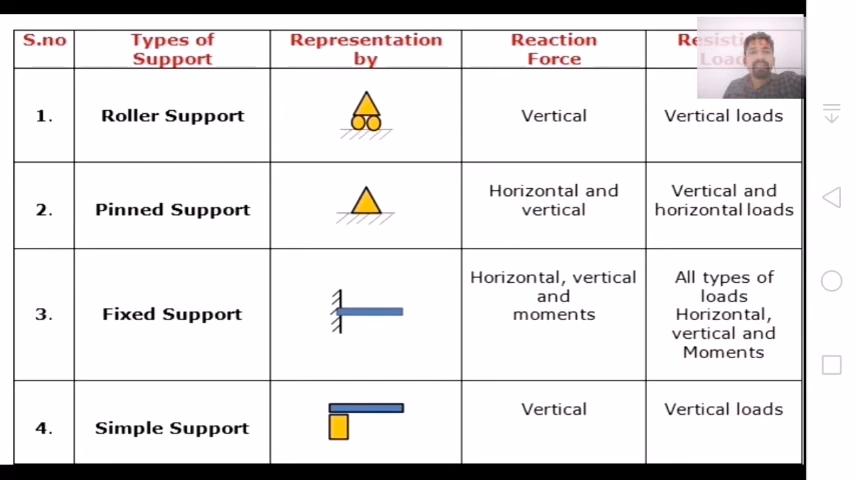 S.no
Types of
Support
Representation
by
Reaction
Force
Load
1.
Roller Support
Vertical
Vertical loads
2.
Pinned Support
Horizontal and
vertical
Vertical and
horizontal loads
3.
Fixed Support
Horizontal, vertical
and
moments
All types of
loads
Horizontal,
vertical and
Moments
4.
Simple Support
Vertical
Vertical loads